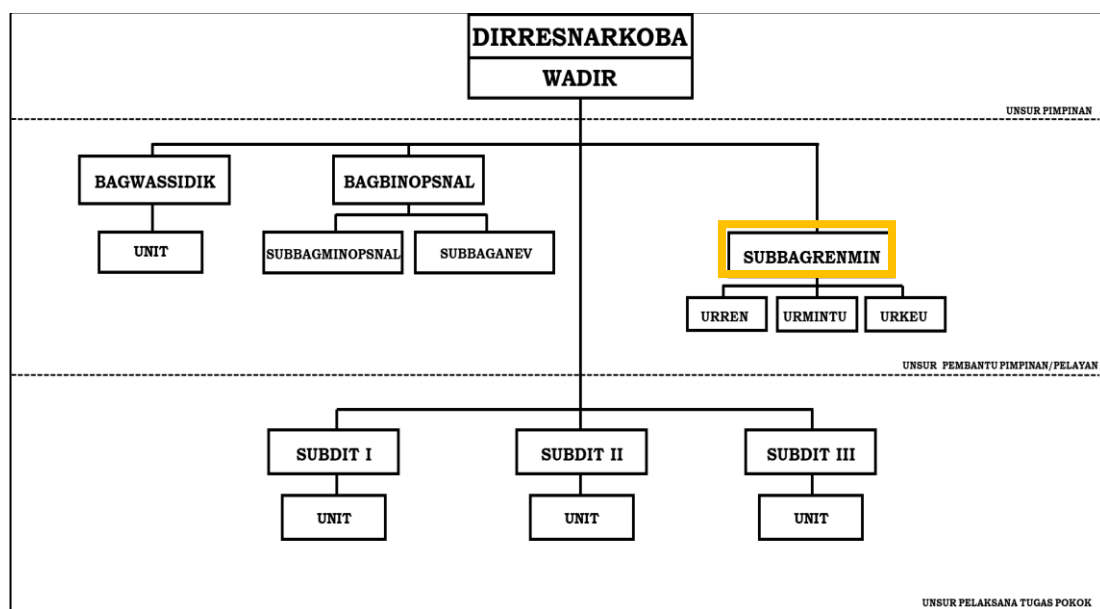 DIRRESNARKOBA
WADIR
UNSUR PIMPINAN
BAGWASSIDIK
BAGBINOPSNAL
UNIT
SUBBAGMINOPSNAL
SUBBAGANEV
SUBBAGRENMIN
URREN
URMINTU
URKEU
UNSUR PEMBANTU PIMPINAN/PELAYAN
SUBDIT I
SUBDIT II
SUBDIT III
UNIT
UNIT
UNIT
UNSUR PELAKSANA TUGAS POKOK